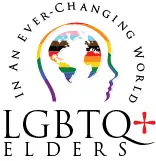 IN AN EVER-CHANGING WORLD
LGBTQ+
ELDERS